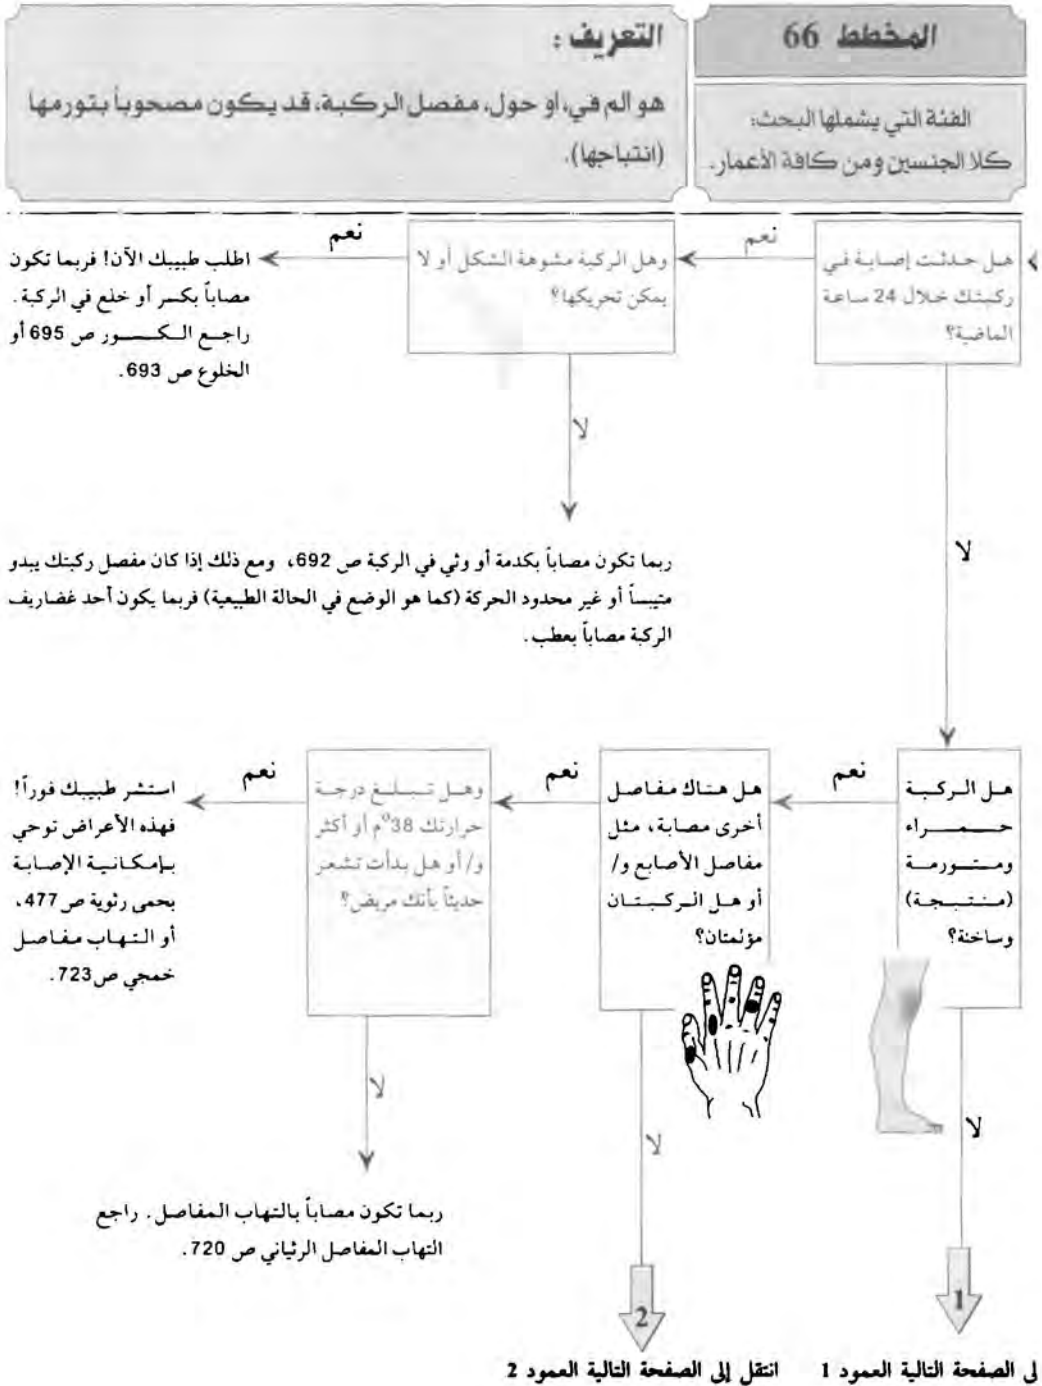 المخطط 66
الفئة التي يشملها البحث:
كلا الجنسين ومن كافة الأعمار.
التعريف:
هو الم في، او حول، مفصل الركبة، قد يكون مصحوباً بتورمها
(انتباجها).
هل حدثت إصابة في
ركبتك خلال 24 ساعة
الماضية؟
نعم
وهل الركبة مشوهة الشكل أو لا
يمكن تحريكها؟
نعم
اطلب طبيبك الآن! فربما تكون
مصاباً بكسر أو خلع في الركبة.
راجع الكسور ص 695 أو
الخلوع ص 693.
لا
ربما تكون مصاباً بكدمة أو وثي في الركبة ص 692، ومع ذلك إذا كان مفصل ركبتك يبدو
متيبساً أو غير محدود الحركة (كما هو الوضع في الحالة الطبيعية) فربما يكون أحد غضاريف
الركبة مصاباً بعطب.
لا
هل الركبة
حمراء
ومتورمة
(منتبجة)
وساخنة؟
نعم
هل هناك مفاصل
أخرى مصابة، مثل
مفاصل الأصابع و/
أو هل الركبتان
مؤلمتان؟
نعم
وهل تبلغ درجة
حرارتك 38°م أو أكثر
و/ أو هل بدأت تشعر
حديثاً بأنك مريض؟
نعم
استشر طبيبك فوراً!
فهذه الأعراض توحي
بإمكانية الإصابة
بحمى رثوية ص 477،
أو التهاب مفاصل
خمجي ص 723.
لا
ربما تكون مصاباً بالتهاب المفاصل. راجع
التهاب المفاصل الرثياني ص 720.
لا
2
انتقل إلى الصفحة التالية العمود 2
لا
1
لى الصفحة التالية العمود 1